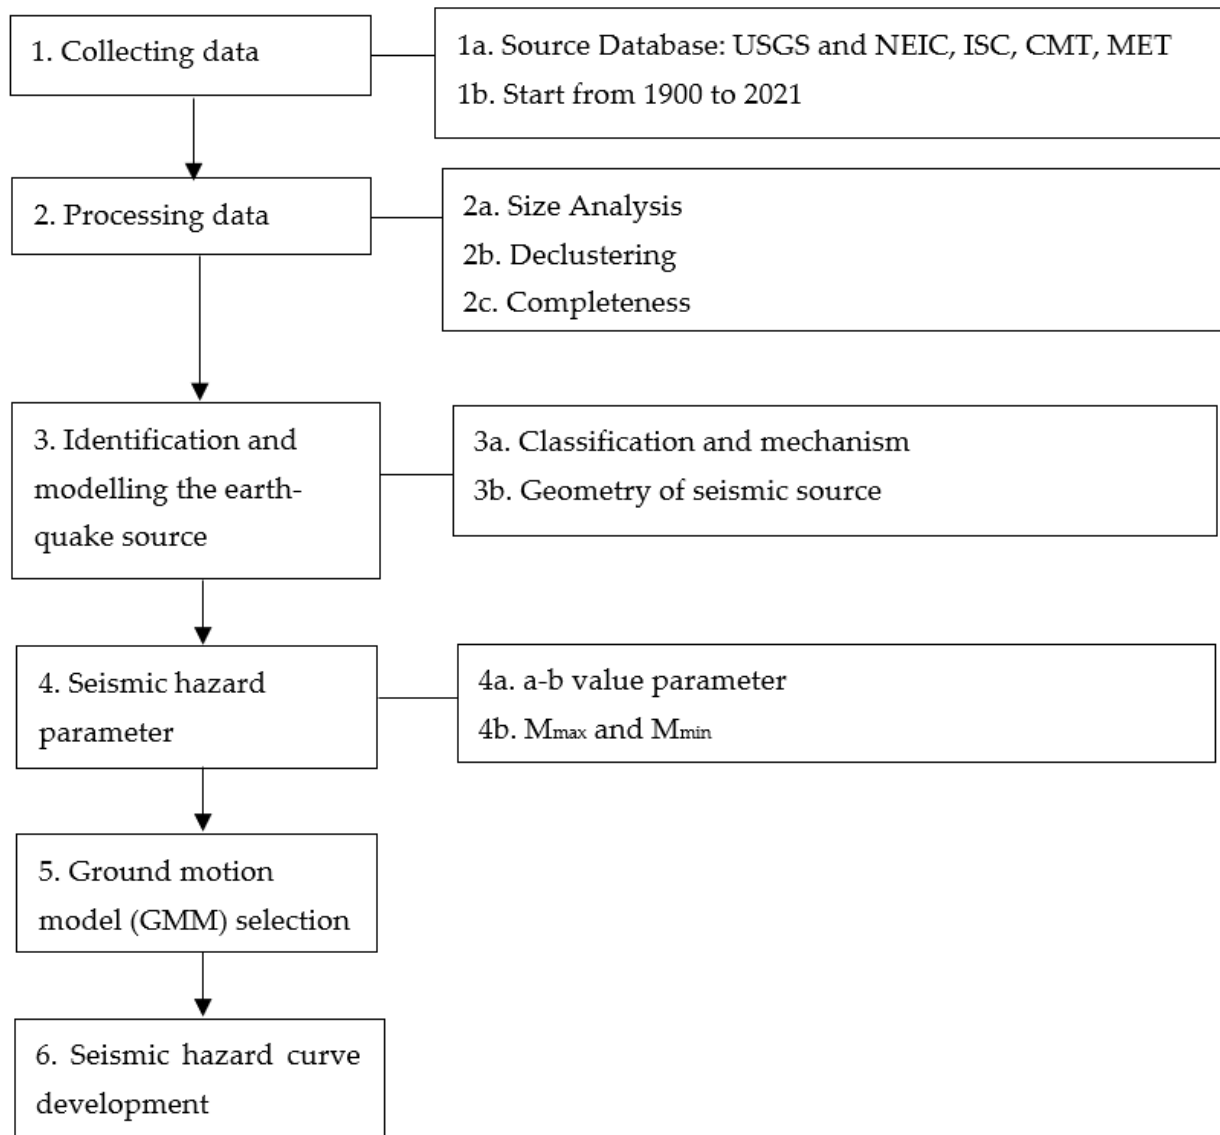 1. Collecting data
1a. Source Database: USGS and NEIC, ISC, CMT, MET
1b. Start from 1900 to 2021
2. Processing data
2a. Size Analysis
2b. Declustering
2c. Completeness
3. Identification and
modelling the earth-
quake source
3a. Classification and mechanism
3b. Geometry of seismic source
4. Seismic hazard
parameter
4a. a-b value parameter
4b. Mmax and Mmin
5. Ground motion
model (GMM) selection
6. Seismic hazard curve
development